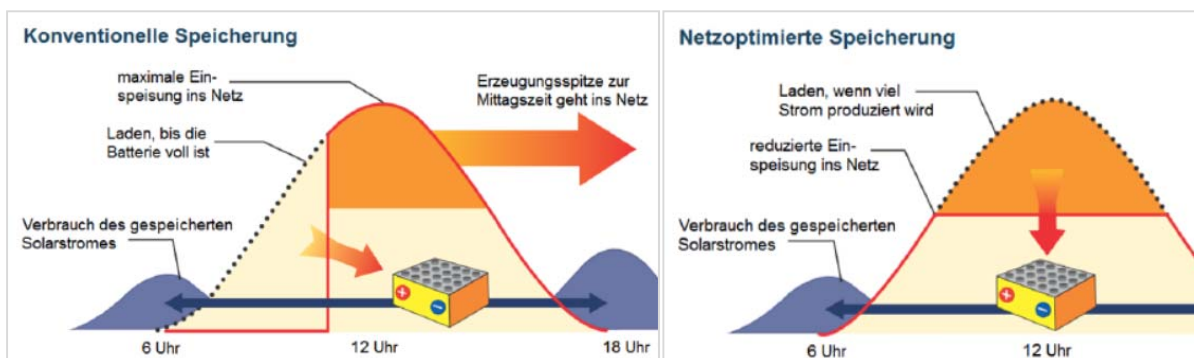 Konventionelle Speicherung
maximale Ein-
speisung ins Netz
Erzeugungsspitze zur
Mittagszeit geht ins Netz
Laden, bis die
Batterie voll ist
Verbrauch des gespeicherten
Solarstromes
+
–
6 Uhr
12 Uhr
18 Uhr
Netzoptimierte Speicherung
Laden, wenn viel
Strom produziert wird
reduzierte Ein-
speisung ins Netz
Verbrauch des gespeicherten
Solarstromes
+
–
6 Uhr
12 Uhr